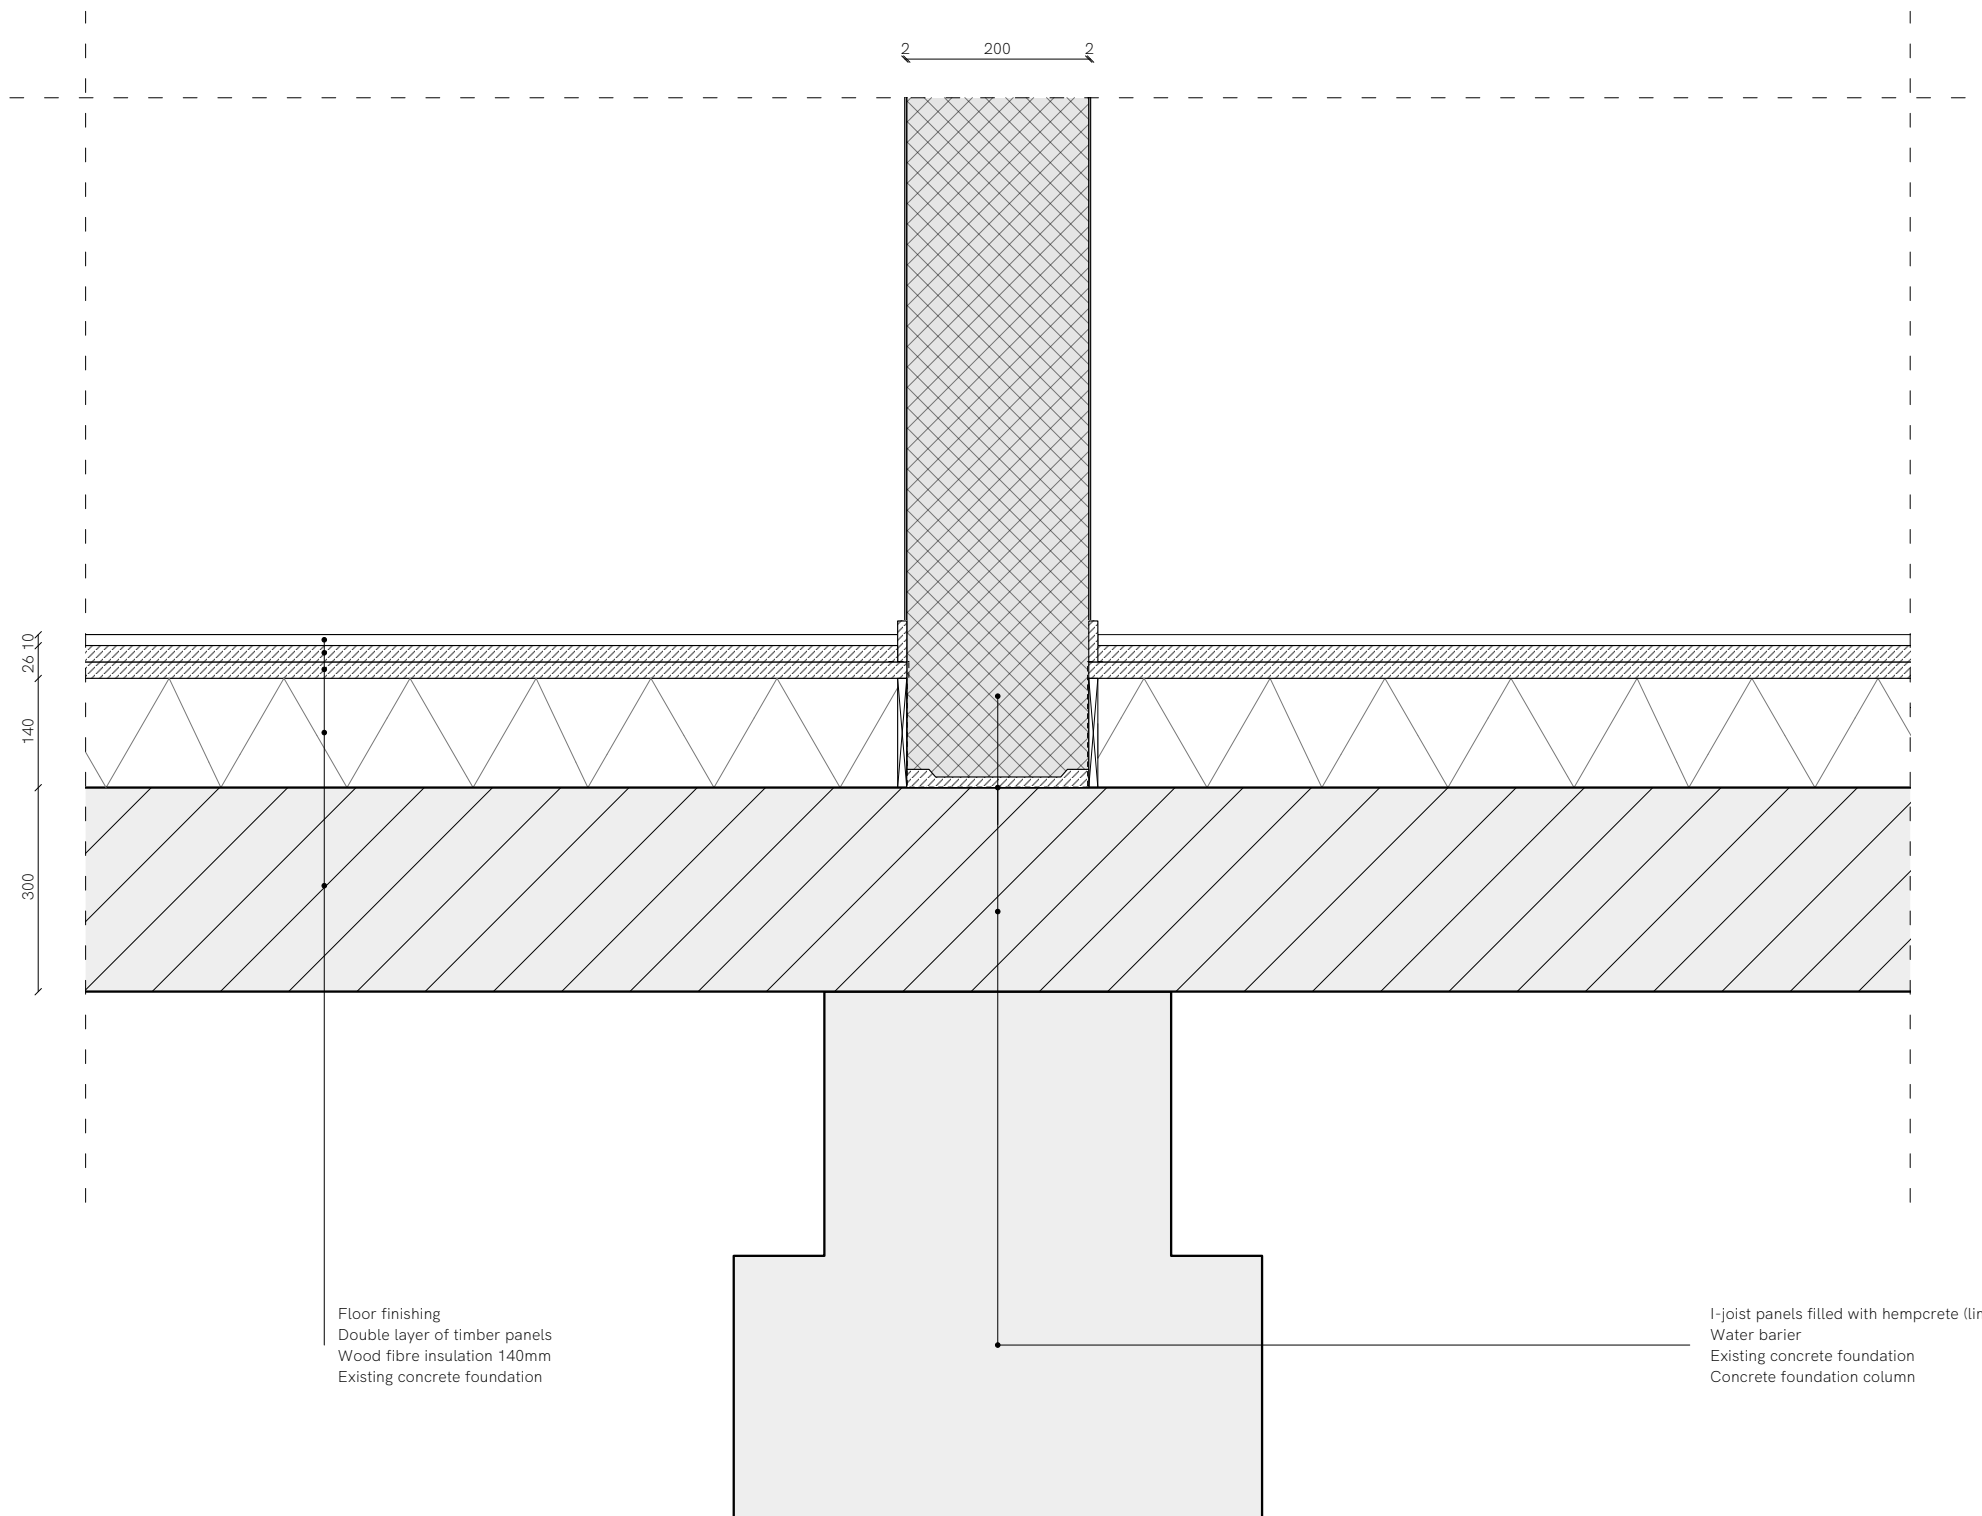 2 200 2
10
26
140
300
Floor finishing
Double layer of timber panels
Wood fibre insulation 140mm
Existing concrete foundation
I-joist panels filled with hempcrete
Water barier
Existing concrete foundation
Concrete foundation column